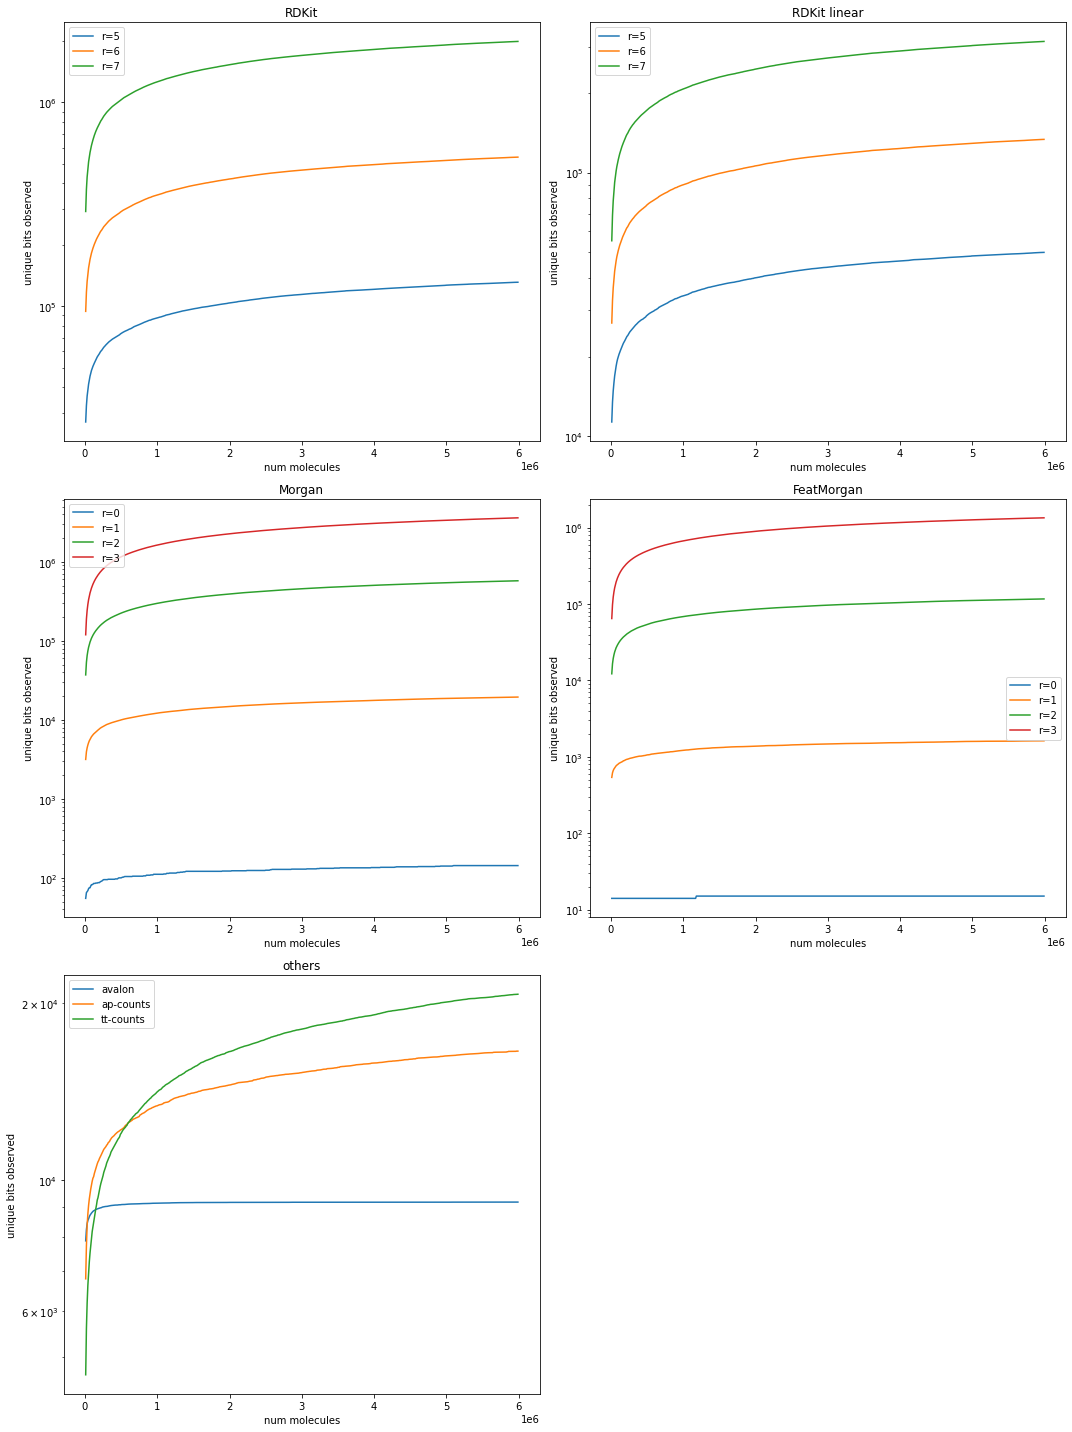 RDKit
r=5
r=6
r=7
10^6
10^5
unique bits observed
0 1 2 3 4 5 6
1e6
num molecules
RDKit linear
r=5
r=6
r=7
10^5
10^4
unique bits observed
0 1 2 3 4 5 6
1e6
num molecules
Morgan
r=0
r=1
r=2
r=3
10^6
10^5
10^4
10^3
10^2
unique bits observed
0 1 2 3 4 5 6
1e6
num molecules
FeatMorgan
10^6
10^5
10^4
10^3
10^2
10^1
r=0
r=1
r=2
r=3
unique bits observed
0 1 2 3 4 5 6
1e6
num molecules
others
avalon
ap-counts
tt-counts
2 × 10^4
10^4
6 × 10^3
unique bits observed
0 1 2 3 4 5 6
1e6
num molecules